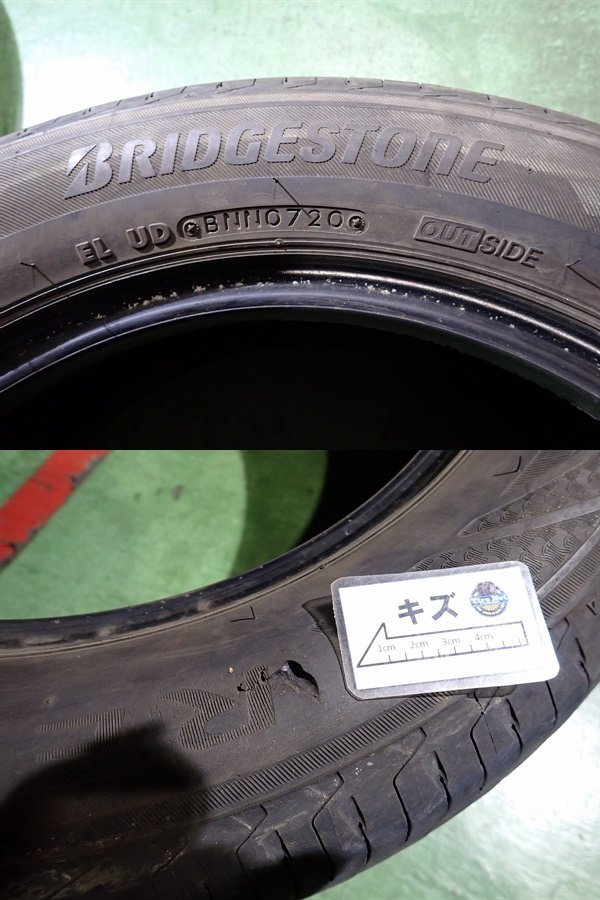 BRIDGESTONE
EL UD BNN0720 OUTSIDE
キズ
1cm 2cm 3cm 4cm